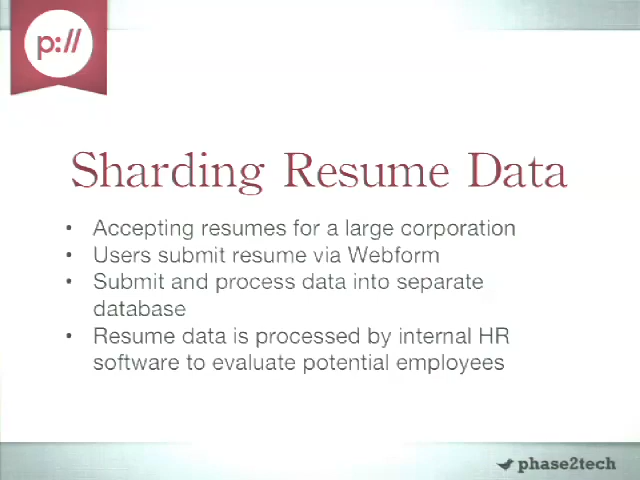 p://
Sharding Resume Data
• Accepting resumes for a large corporation
• Users submit resume via Webform
• Submit and process data into separate
database
• Resume data is processed by internal HR
software to evaluate potential employees
phase2tech